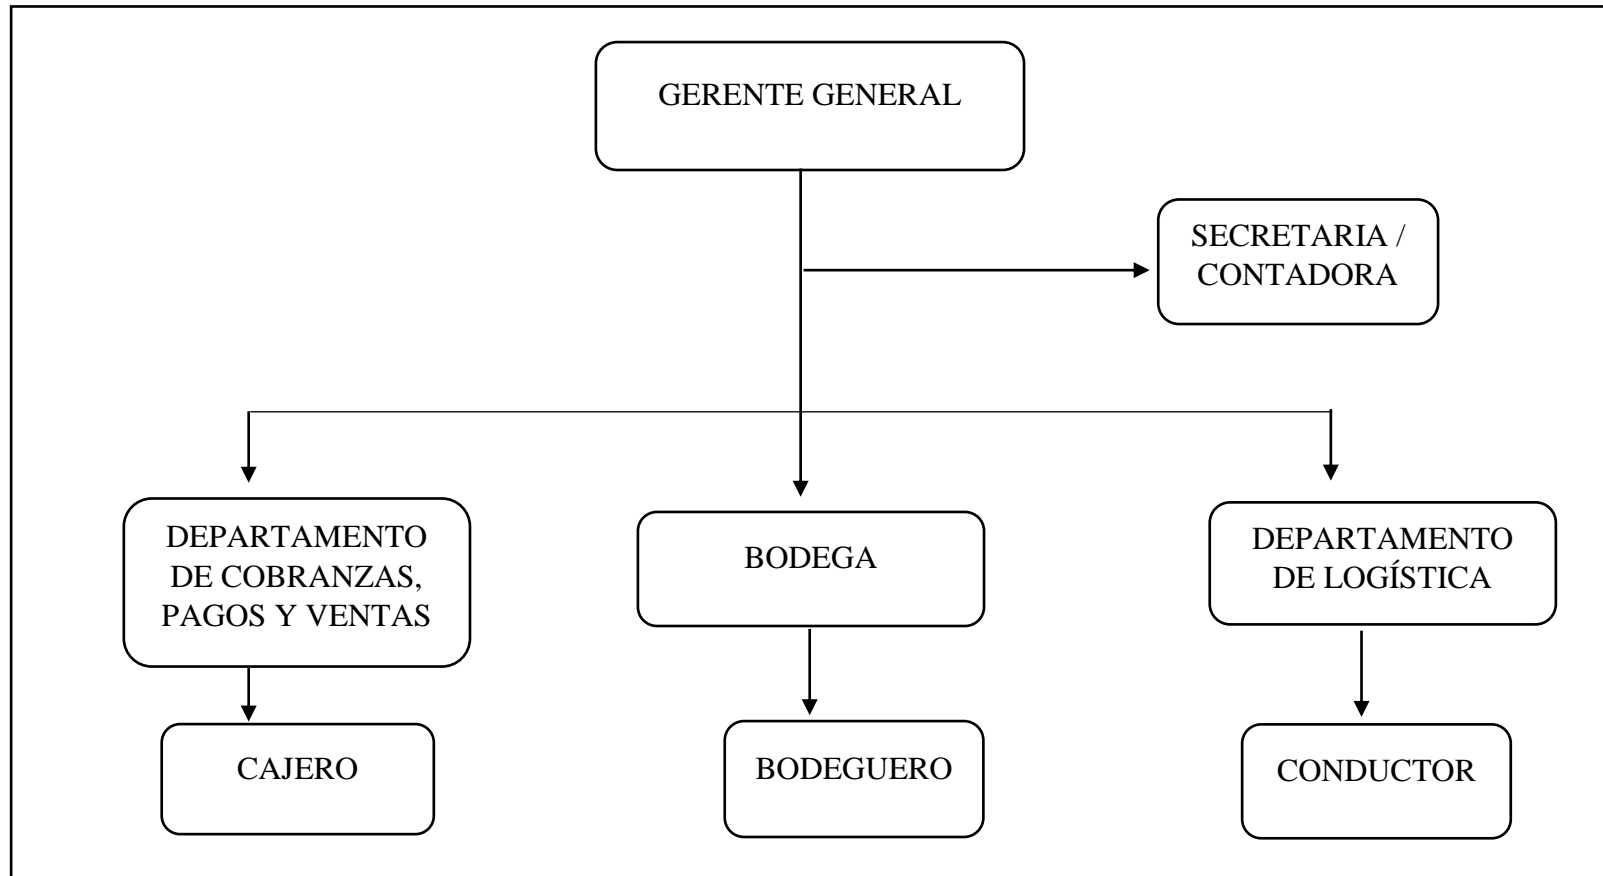 GERENTE GENERAL
SECRETARIA /
CONTADORA
DEPARTAMENTO
DE COBRANZAS,
PAGOS Y VENTAS
BODEGA
DEPARTAMENTO
DE LOGÍSTICA
CAJERO
BODEGUERO
CONDUCTOR